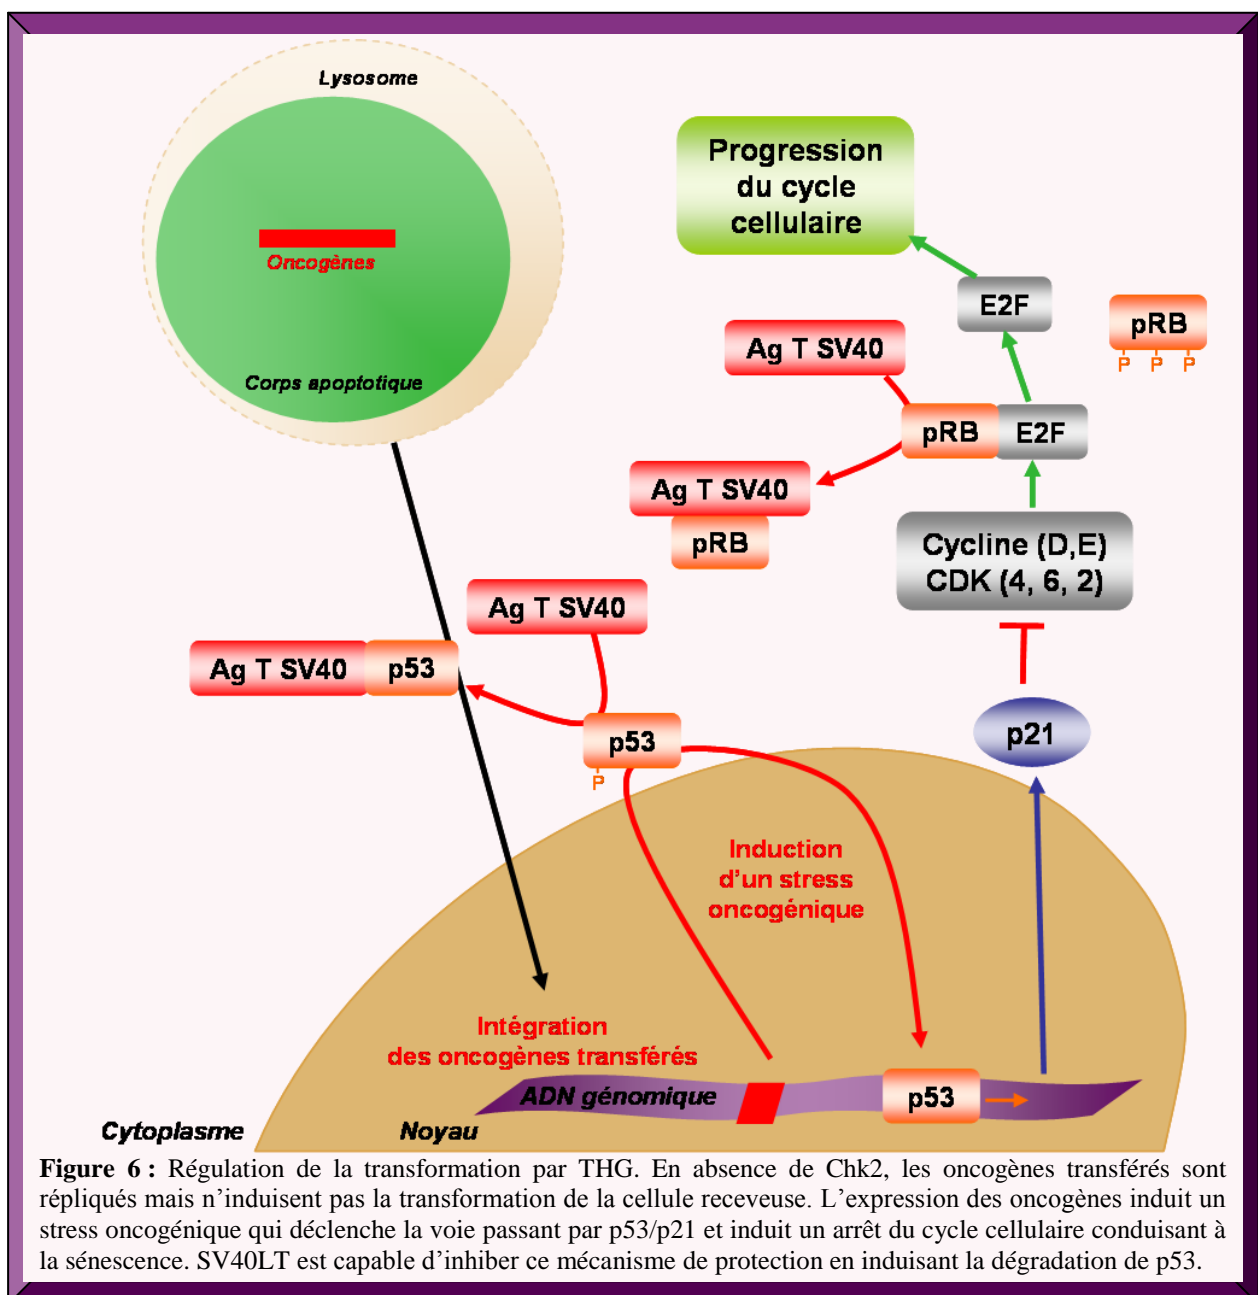 Lysosome
Oncogènes
Corps apoptotique
Progression
du cycle
cellulaire
E2F
pRB
P P P
Ag T SV40
pRB
E2F
Ag T SV40
pRB
Cycline (D,E)
CDK (4, 6, 2)
Ag T SV40
Ag T SV40
p53
p53
P
p21
Induction
d'un stress
oncogénique
Intégration
des oncogènes transférés
ADN génomique
p53
Cytoplasme
Noyau
Figure 6 : Régulation de la transformation par THG. En absence de Chk2, les oncogènes transférés sont
répliqués mais n'induisent pas la transformation de la cellule receveuse. L'expression des oncogènes induit un
stress oncogénique qui déclenche la voie passant par p53/p21 et induit un arrêt du cycle cellulaire conduisant à
la sénescence. SV40LT est capable d'inhiber ce mécanisme de protection en induisant la dégradation de p53.